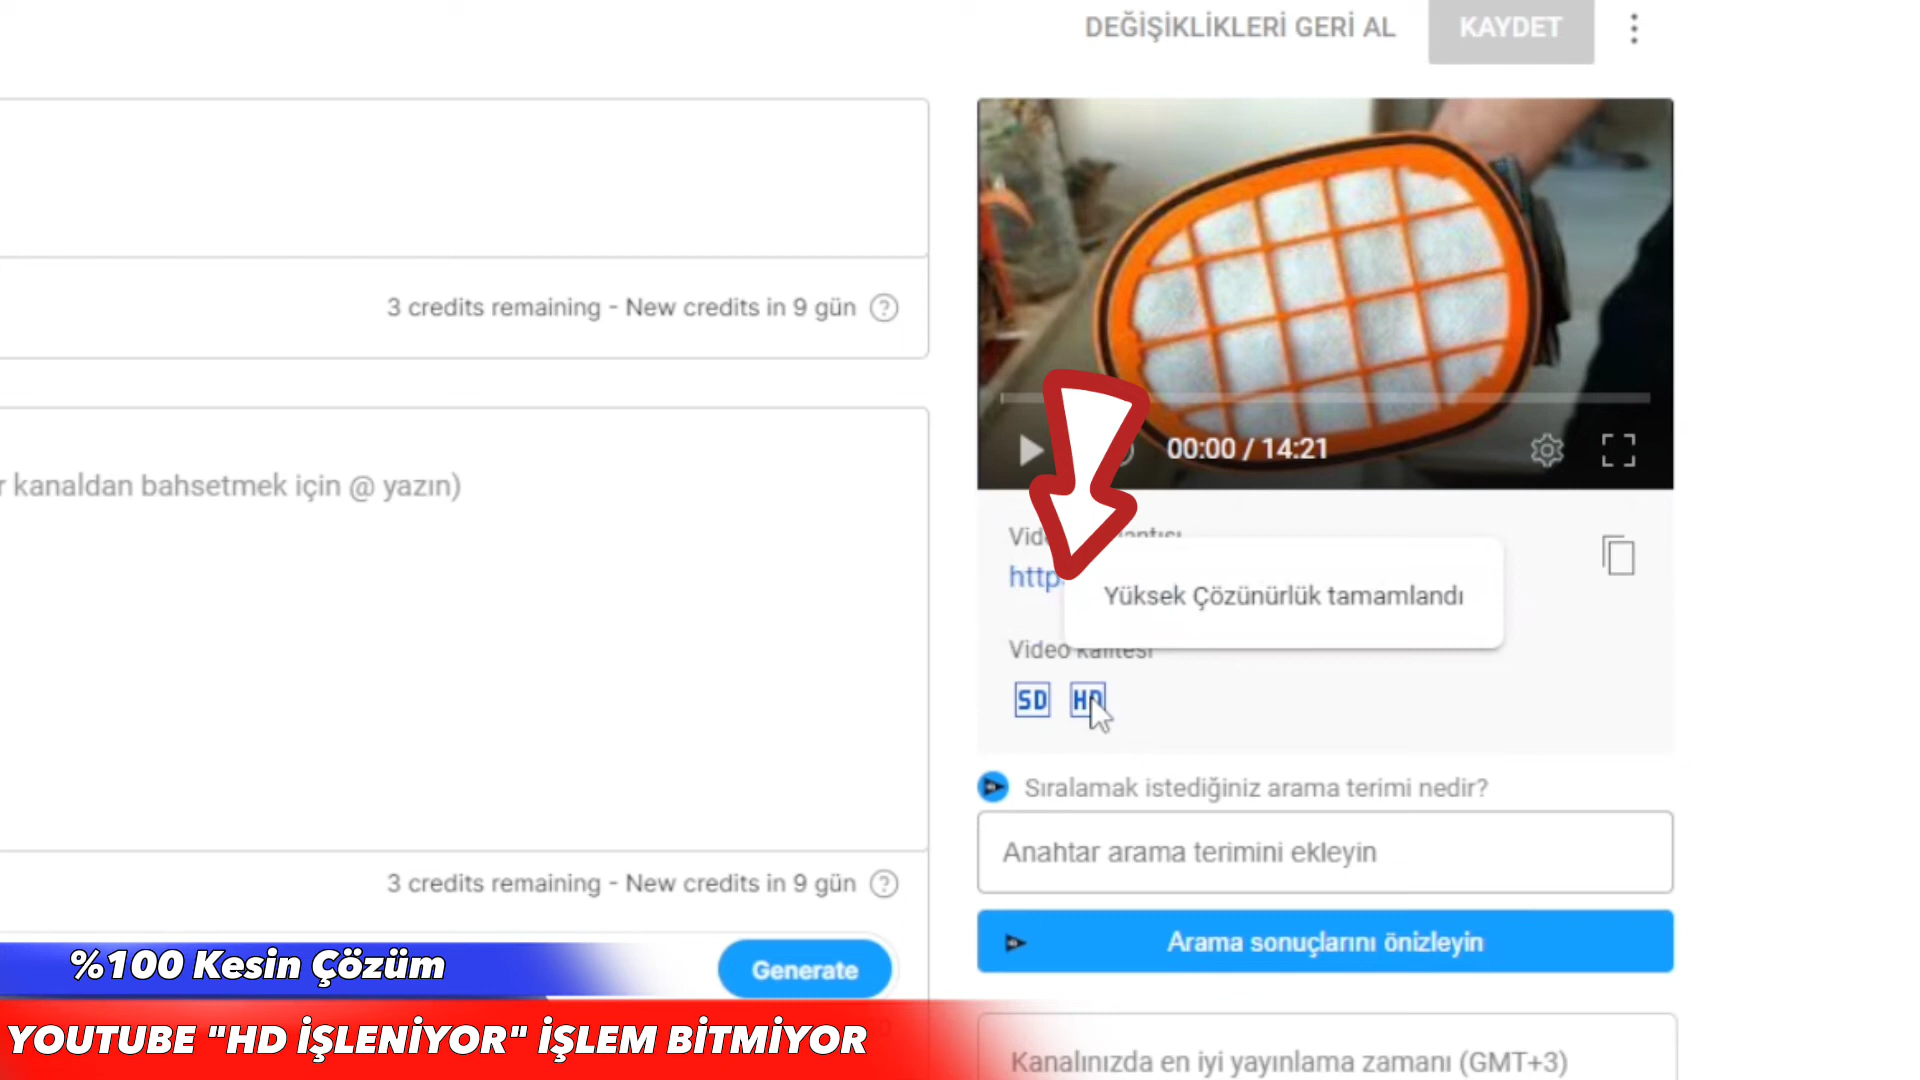 DEĞİŞİKLİKLERİ GERİ AL
KAYDET
3 credits remaining - New credits in 9 gün
r kanaldan bahsetmek için @ yazın)
3 credits remaining - New credits in 9 gün
Generate
00:00 / 14:21
http
Yüksek Çözünürlük tamamlandı
Video kalitesi
SD HD
Sıralamak istediğiniz arama terimi nedir?
Anahtar arama terimini ekleyin
Arama sonuçlarını önizleyin
Kanalınızda en iyi yayınlama zamanı (GMT+3)
%100 Kesin Çözüm
YOUTUBE "HD İŞLENİYOR" İŞLEM BİTMİYOR